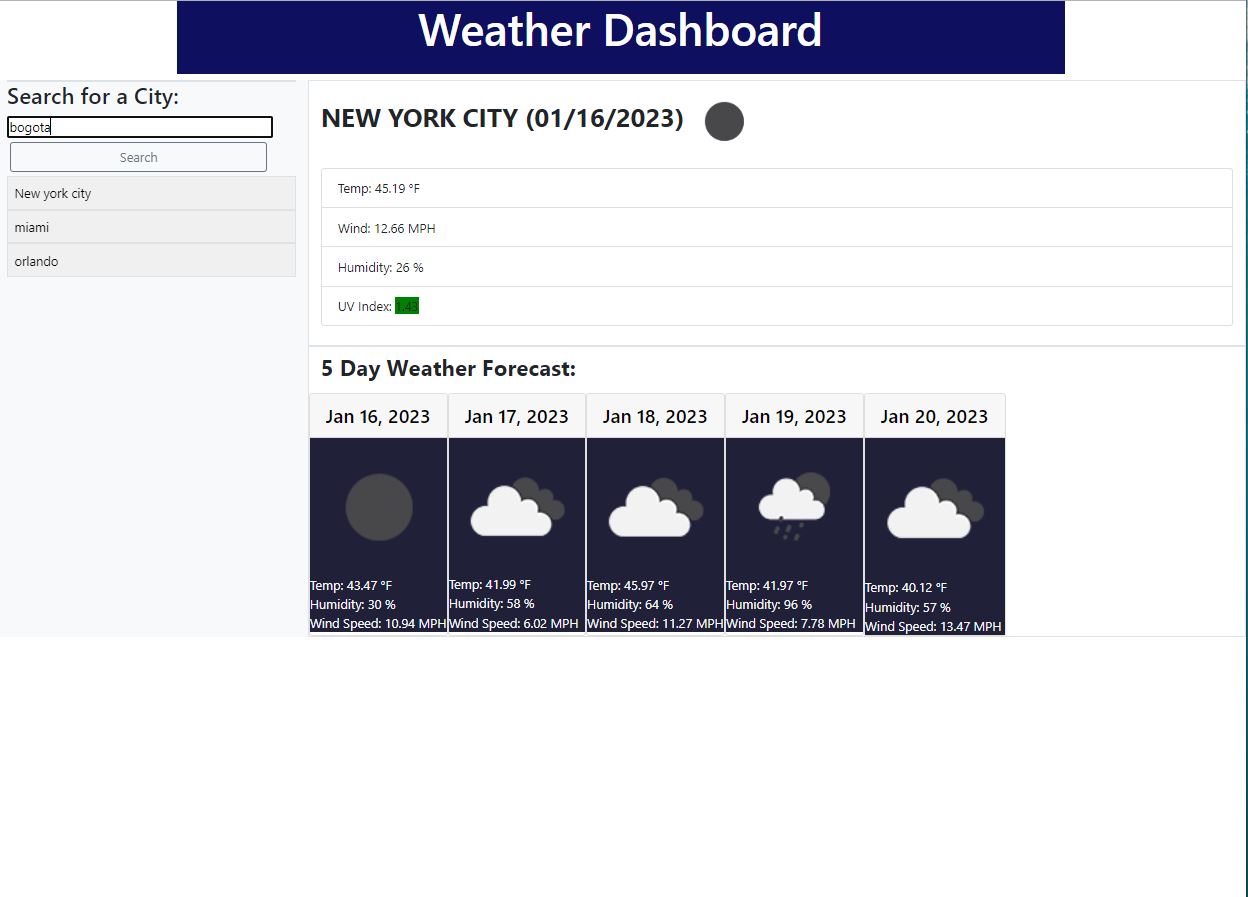 Weather Dashboard
Search for a City:
bogota
Search
New york city
miami
orlando
NEW YORK CITY (01/16/2023)
Temp: 45.19 °F
Wind: 12.66 MPH
Humidity: 26 %
UV Index: 1.43
5 Day Weather Forecast:
Jan 16, 2023
Temp: 43.47 °F
Humidity: 30 %
Wind Speed: 10.94 MPH
Jan 17, 2023
Temp: 41.99 °F
Humidity: 58 %
Wind Speed: 6.02 MPH
Jan 18, 2023
Temp: 45.97 °F
Humidity: 64 %
Wind Speed: 11.27 MPH
Jan 19, 2023
Temp: 41.97 °F
Humidity: 96 %
Wind Speed: 7.78 MPH
Jan 20, 2023
Temp: 40.12 °F
Humidity: 57 %
Wind Speed: 13.47 MPH